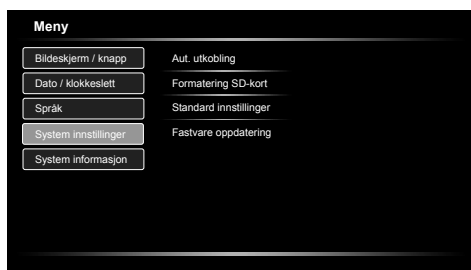 Meny
Bildeskjerm / knapp
Aut. utkobling
Dato / klokkeslett
Formatering SD-kort
Språk
Standard innstillinger
System innstillinger
Fastvare oppdatering
System informasjon